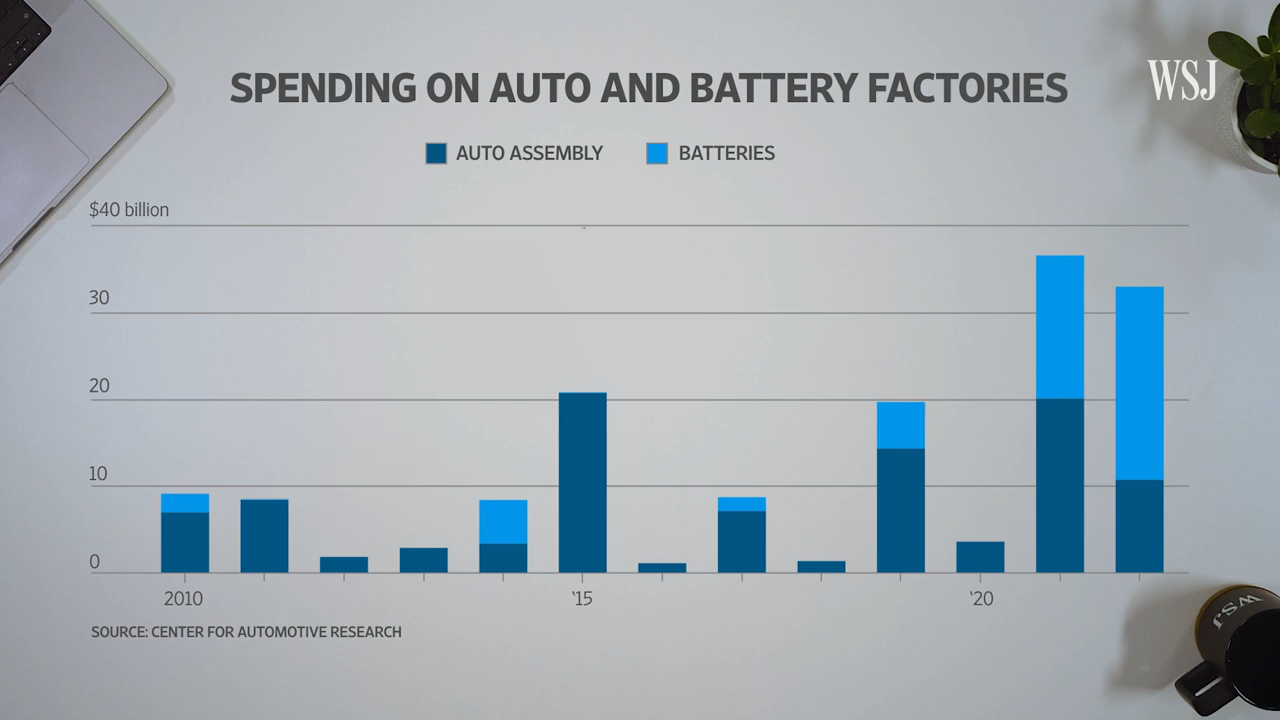 SPENDING ON AUTO AND BATTERY FACTORIES
WSJ
AUTO ASSEMBLY BATTERIES
$40 billion
30
20
10
0
2010 '15 '20
SOURCE: CENTER FOR AUTOMOTIVE RESEARCH
WSJ